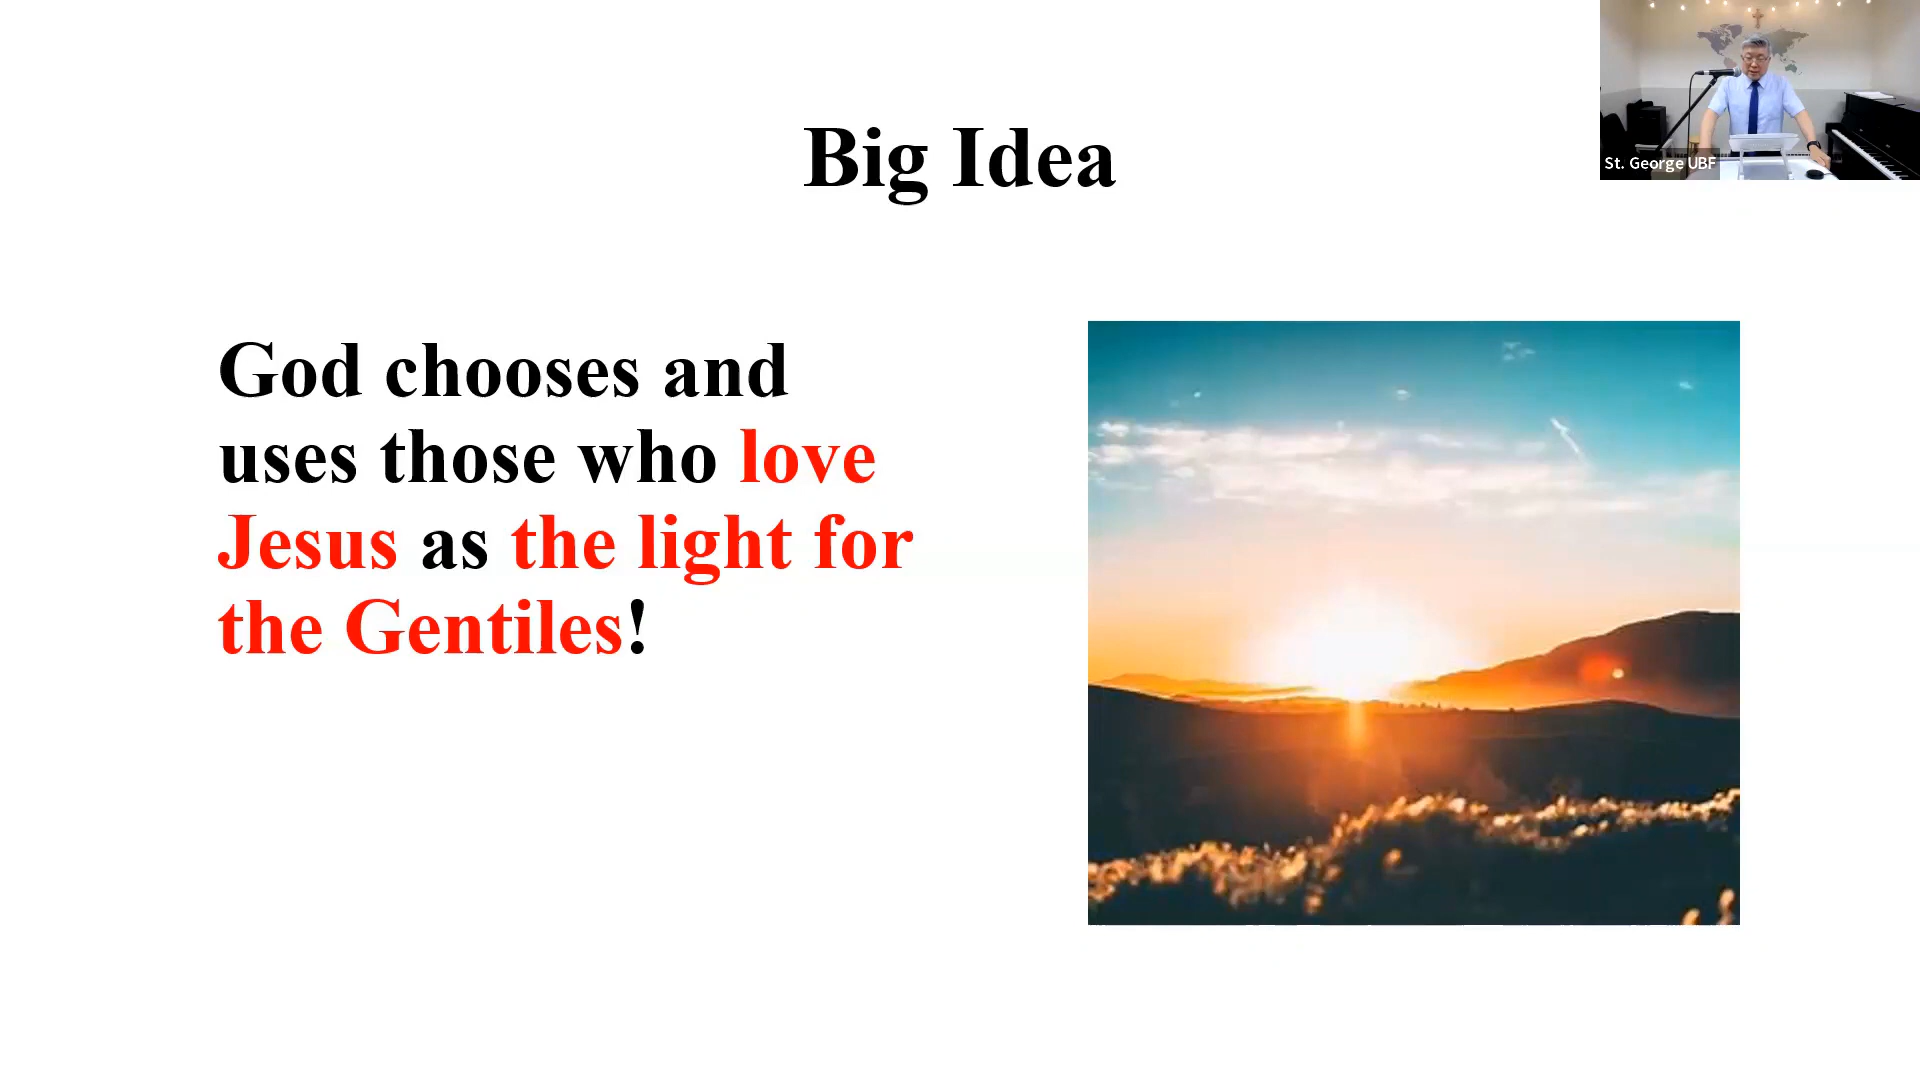 Big Idea
St. George UBF
God chooses and
uses those who love
Jesus as the light for
the Gentiles!